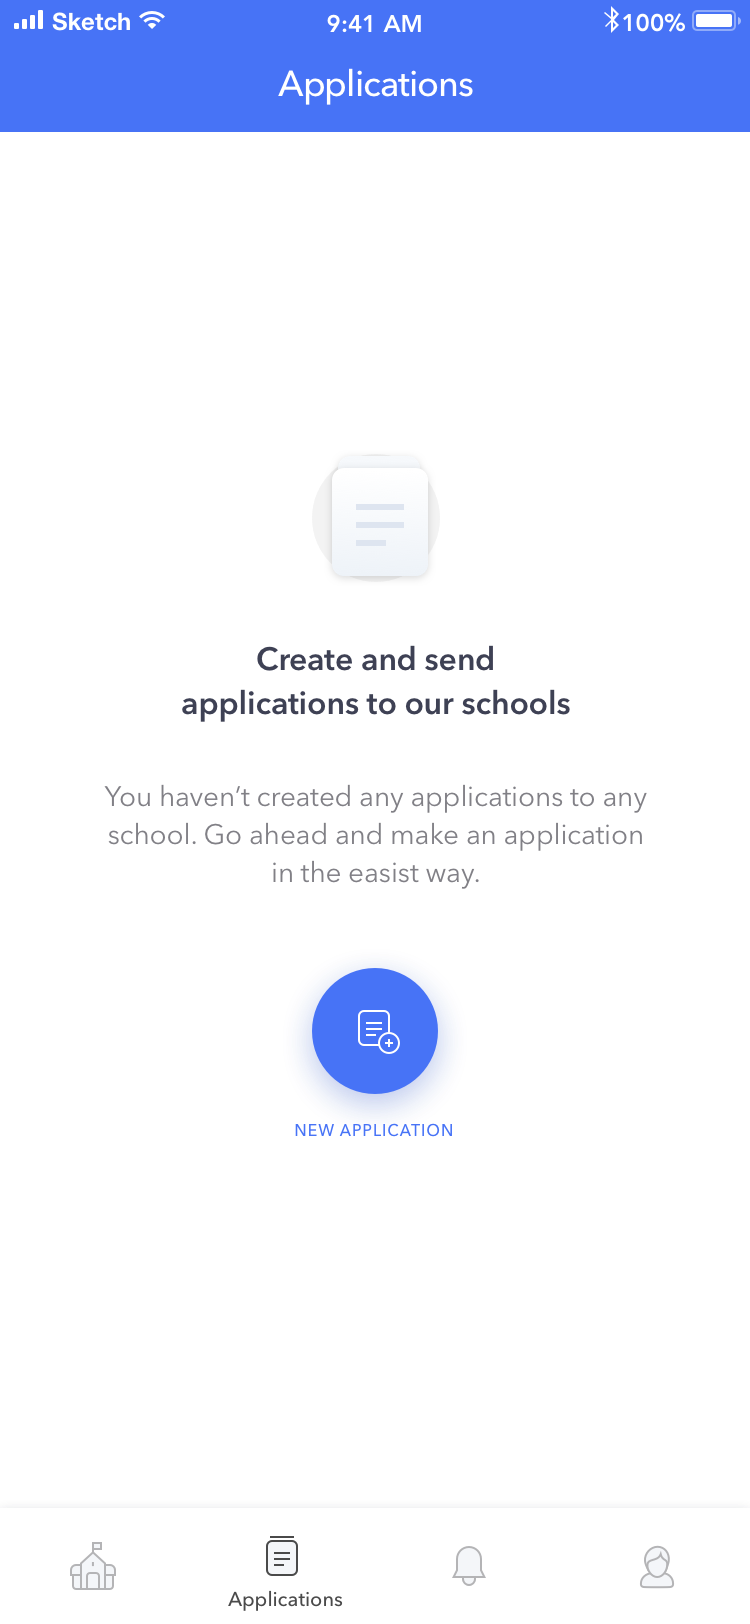 Sketch 9:41 AM 100%
Applications
Create and send
applications to our schools
You haven’t created any applications to any
school. Go ahead and make an application
in the easist way.
NEW APPLICATION
Applications